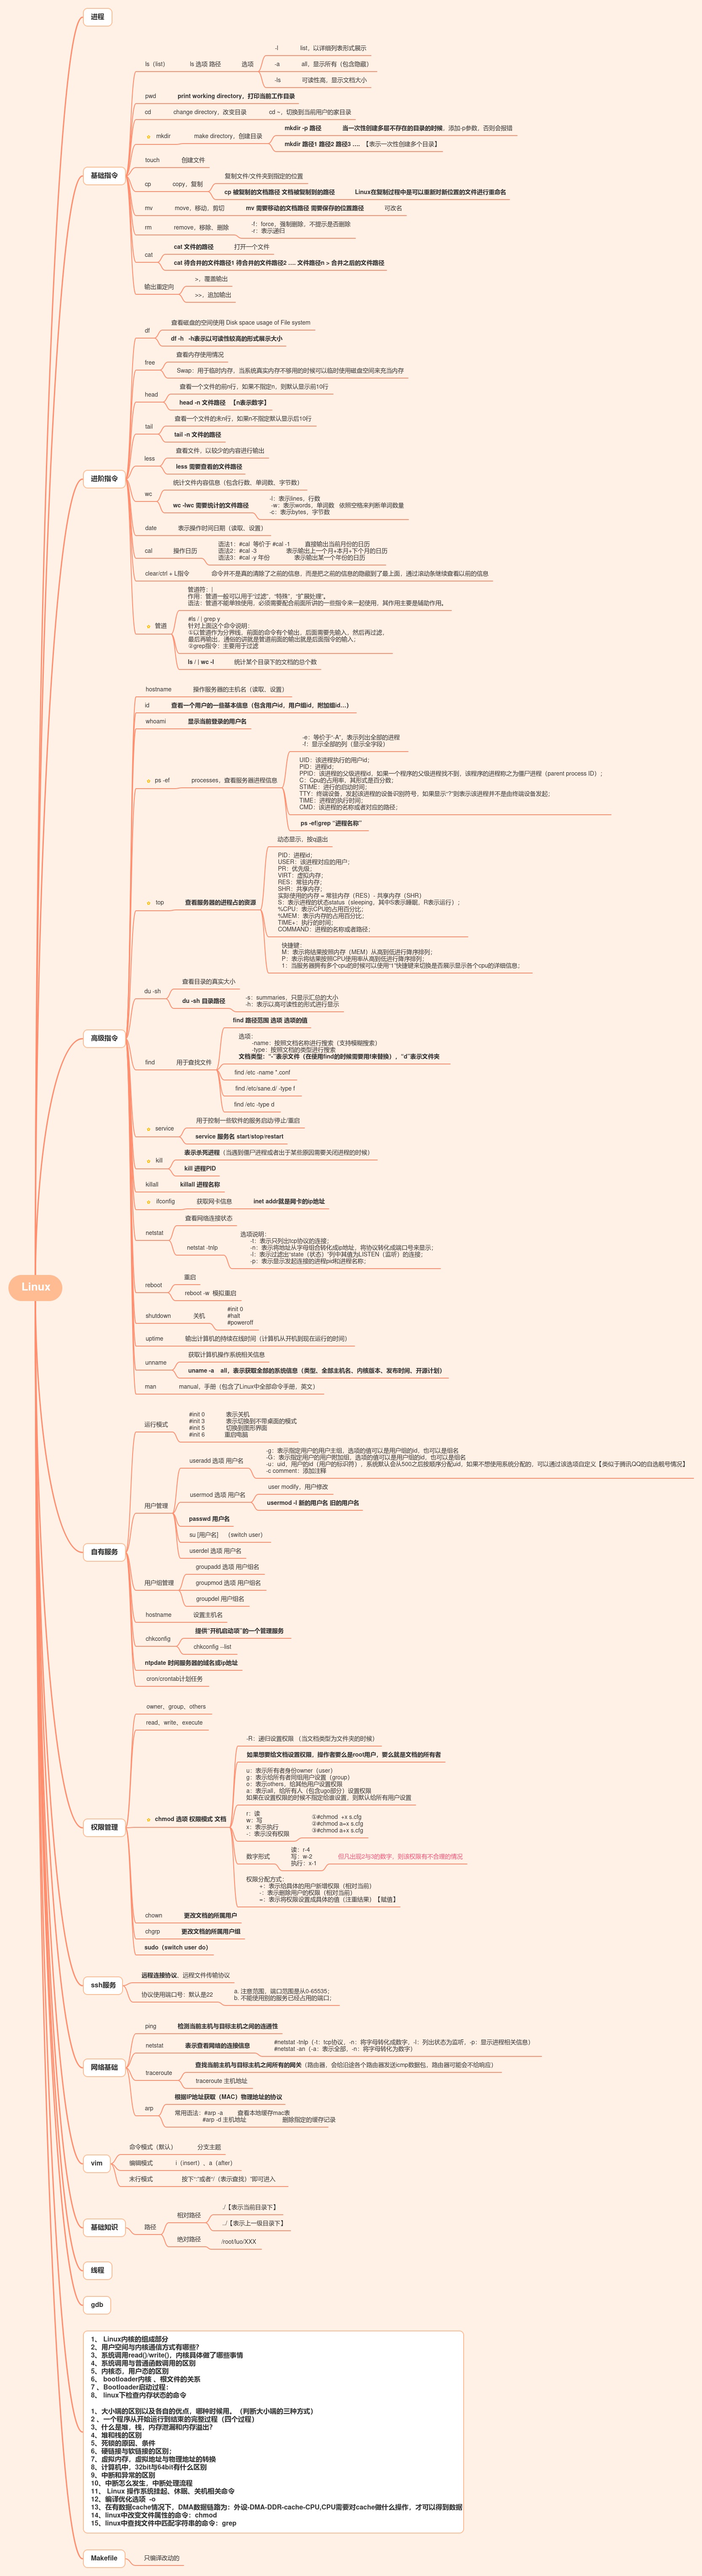 Linux
进程
基础指令
ls（list）
ls 选项 路径
选项
-l
list，以详细列表形式展示
-a
all，显示所有（包含隐藏）
-ls
可读性高，显示文档大小
pwd
print working directory，打印当前工作目录
cd
change directory，改变目录
cd ~，切换到当前用户的家目录
mkdir
make directory，创建目录
mkdir -p 路径
当一次性创建多层不存在的目录的时候，添加-p参数，否则会报错
mkdir 路径1 路径2 路径3 .... 【表示一次性创建多个目录】
touch
创建文件
cp
copy，复制
复制文件/文件夹到指定的位置
cp 被复制的文档路径 文档被复制到的路径
Linux在复制过程中是可以重新对新位置的文件进行重命名
mv
move，移动，剪切
mv 需要移动的文档路径 需要保存的位置路径
可改名
rm
remove，移除，删除
-f：force，强制删除，不提示是否删除
-r：表示递归
cat
cat 文件的路径
打开一个文件
cat 待合并的文件路径1 待合并的文件路径2 .... 文件路径n > 合并之后的文件路径
输出重定向
>，覆盖输出
>>，追加输出
进阶指令
df
查看磁盘的空间使用 Disk space usage of File system
df -h -h表示以可读性较高的形式展示大小
free
查看内存使用情况
Swap：用于临时内存，当系统真实内存不够用的时候可以临时使用磁盘空间来充当内存
head
查看一个文件的前n行，如果不指定n，则默认显示前10行
head -n 文件路径 【n表示数字】
tail
查看一个文件的末n行，如果n不指定默认显示后10行
tail -n 文件的路径
less
查看文件，以较少的内容进行输出
less 需要查看的文件路径
wc
统计文件内容信息（包含行数、单词数、字节数）
wc -lwc 需要统计的文件路径
-l：表示lines，行数
-w：表示words，单词数 依照空格来判断单词数量
-c：表示bytes，字节数
date
表示操作时间日期（读取、设置）
cal
操作日历
语法1：#cal 等价于 #cal -1 直接输出当前月份的日历
语法2：#cal -3 表示输出上一个月+本月+下个月的日历
语法3：#cal -y 年份 表示输出某一个年份的日历
clear/ctrl + L指令
命令并不是真的清除了之前的信息，而是把之前的信息的隐藏到了最上面，通过滚动条继续查看以前的信息
管道
管道符：|
作用：管道一般可以用于“过滤”，“特殊”，“扩展处理”。
语法：管道不能单独使用，必须需要配合前面所讲的一些指令来一起使用，其作用主要是辅助作用。
#ls / | grep y
针对上面这个命令说明：
①以管道作为分界线，前面的命令有个输出，后面需要先输入，然后再过滤，
最后再输出，通俗的讲就是管道前面的输出就是后面指令的输入；
②grep指令：主要用于过滤
ls / | wc -l
统计某个目录下的文档的总个数
高级指令
hostname
操作服务器的主机名（读取、设置）
id
查看一个用户的一些基本信息（包含用户id，用户组id，附加组id...）
whoami
显示当前登录的用户名
ps -ef
processes，查看服务器进程信息
-e：等价于“-A”，表示列出全部的进程
-f：显示全部的列（显示全字段）
UID：该进程执行的用户id；
PID：进程id；
PPID：该进程的父级进程id，如果一个程序的父级进程找不到，该程序的进程称之为僵尸进程（parent process ID）；
C：Cpu的占用率，其形式是百分数；
STIME：进行的启动时间；
TTY：终端设备，发起该进程的设备识别符号，如果显示“?”则表示该进程并不是由终端设备发起；
TIME：进程的执行时间；
CMD：该进程的名称或者对应的路径；
ps -ef|grep “进程名称”
top
查看服务器的进程占的资源
动态显示，按q退出
PID：进程id；
USER：该进程对应的用户；
PR：优先级；
VIRT：虚拟内存；
RES：常驻内存；
SHR：共享内存；
实际使用的内存 = 常驻内存（RES）- 共享内存（SHR）
S：表示进程的状态status（sleeping，其中S表示睡眠，R表示运行）；
%CPU：表示CPU的占用百分比；
%MEM：表示内存的占用百分比；
TIME+：执行的时间；
COMMAND：进程的名称或者路径；
快捷键：
M：表示将结果按照内存（MEM）从高到低进行降序排列；
P：表示将结果按照CPU使用率从高到低进行降序排列；
1：当服务器拥有多个cpu的时候可以使用“1”快捷键来切换是否展示显示各个cpu的详细信息；
du -sh
查看目录的真实大小
du -sh 目录路径
-s：summaries，只显示汇总的大小
-h：表示以高可读性的形式进行显示
find
用于查找文件
find 路径范围 选项 选项的值
选项：
-name：按照文档名称进行搜索（支持模糊搜索）
-type：按照文档的类型进行搜索
文档类型：“-”表示文件（在使用find的时候需要用f来替换），“d”表示文件夹
find /etc -name *.conf
find /etc/sane.d/ -type f
find /etc -type d
service
用于控制一些软件的服务启动/停止/重启
service 服务名 start/stop/restart
kill
表示杀死进程（当遇到僵尸进程或者出于某些原因需要关闭进程的时候）
kill 进程PID
killall
killall 进程名称
ifconfig
获取网卡信息
inet addr就是网卡的ip地址
netstat
查看网络连接状态
netstat -tnlp
选项说明：
-t：表示只列出tcp协议的连接；
-n：表示将地址从字母组合转化成ip地址，将协议转化成端口号来显示；
-l：表示过滤出“state（状态）”列中其值为LISTEN（监听）的连接；
-p：表示显示发起连接的进程pid和进程名称；
reboot
重启
reboot -w 模拟重启
shutdown
关机
#init 0
#halt
#poweroff
uptime
输出计算机的持续在线时间（计算机从开机到现在运行的时间）
unname
获取计算机操作系统相关信息
uname -a all，表示获取全部的系统信息（类型、全部主机名、内核版本、发布时间、开源计划）
man
manual，手册（包含了Linux中全部命令手册，英文）
自有服务
运行模式
#init 0 表示关机
#init 3 表示切换到不带桌面的模式
#init 5 切换到图形界面
#init 6 重启电脑
用户管理
useradd 选项 用户名
-g：表示指定用户的用户主组，选项的值可以是用户组的id，也可以是组名
-G：表示指定用户的用户附加组，选项的值可以是用户组的id，也可以是组名
-u：uid，用户的id（用户的标识符），系统默认会从500之后按顺序分配uid，如果不想使用系统分配的，可以通过该选项自定义【类似于腾讯QQ的自选靓号情况】
-c comment：添加注释
usermod 选项 用户名
user modify，用户修改
usermod -l 新的用户名 旧的用户名
passwd 用户名
su [用户名] （switch user）
userdel 选项 用户名
用户组管理
groupadd 选项 用户组名
groupmod 选项 用户组名
groupdel 用户组名
hostname
设置主机名
chkconfig
提供“开机启动项”的一个管理服务
chkconfig --list
ntpdate 时间服务器的域名或ip地址
cron/crontab计划任务
权限管理
owner，group，others
read，write，execute
chmod 选项 权限模式 文档
-R：递归设置权限 （当文档类型为文件夹的时候）
如果想要给文档设置权限，操作者要么是root用户，要么就是文档的所有者
u：表示所有者身份owner（user）
g：表示给所有者同组用户设置（group）
o：表示others，给其他用户设置权限
a：表示all，给所有人（包含ugo部分）设置权限
如果在设置权限的时候不指定给谁设置，则默认给所有用户设置
r：读
w：写
x：表示执行
-：表示没有权限
①#chmod +x s.cfg
②#chmod a=x s.cfg
③#chmod a+x s.cfg
数字形式
读：r-4
写：w-2
执行：x-1
但凡出现2与3的数字，则该权限有不合理的情况
权限分配方式：
+：表示给具体的用户新增权限（相对当前）
-：表示删除用户的权限（相对当前）
=：表示将权限设置成具体的值（注重结果）【赋值】
chown
更改文档的所属用户
chgrp
更改文档的所属用户组
sudo（switch user do）
ssh服务
远程连接协议，远程文件传输协议
协议使用端口号：默认是22
a. 注意范围，端口范围是从0-65535；
b. 不能使用别的服务已经占用的端口；
网络基础
ping
检测当前主机与目标主机之间的连通性
netstat
表示查看网络的连接信息
#netstat -tnlp（-t：tcp协议，-n：将字母转化成数字，-l：列出状态为监听，-p：显示进程相关信息）
#netstat -an（-a：表示全部，-n：将字母转化为数字）
traceroute
查找当前主机与目标主机之间所有的网关（路由器，会给沿途各个路由器发送icmp数据包，路由器可能会不给响应）
traceroute 主机地址
arp
根据IP地址获取（MAC）物理地址的协议
常用语法：#arp -a 查看本地缓存mac表
#arp -d 主机地址 删除指定的缓存记录
vim
命令模式（默认）
分支主题
编辑模式
i（insert），a（after）
末行模式
按下“:”或者“/（表示查找）”即可进入
基础知识
路径
相对路径
./【表示当前目录下】
../【表示上一级目录下】
绝对路径
/root/luo/XXX
线程
gdb
1、 Linux内核的组成部分
2、用户空间与内核通信方式有哪些？
3、系统调用read()/write()，内核具体做了哪些事情
4、系统调用与普通函数调用的区别
5、内核态，用户态的区别
6、 bootloader内核 、根文件的关系
7 、Bootloader启动过程：
8、 linux下检查内存状态的命令
1、大小端的区别以及各自的优点，哪种时候用。（判断大小端的三种方式）
2 、一个程序从开始运行到结束的完整过程（四个过程）
3、什么是堆，栈，内存泄漏和内存溢出？
4、堆和栈的区别
5、死锁的原因、条件
6、硬链接与软链接的区别；
7、虚拟内存，虚拟地址与物理地址的转换
8、计算机中，32bit与64bit有什么区别
9、中断和异常的区别
10、中断怎么发生，中断处理流程
11、 Linux 操作系统挂起、休眠、关机相关命令
12、编译优化选项 -o
13、在有数据cache情况下，DMA数据链路为：外设-DMA-DDR-cache-CPU,CPU需要对cache做什么操作，才可以得到数据
14、linux中改变文件属性的命令：chmod
15、linux中查找文件中匹配字符串的命令：grep
Makefile
只编译改动的